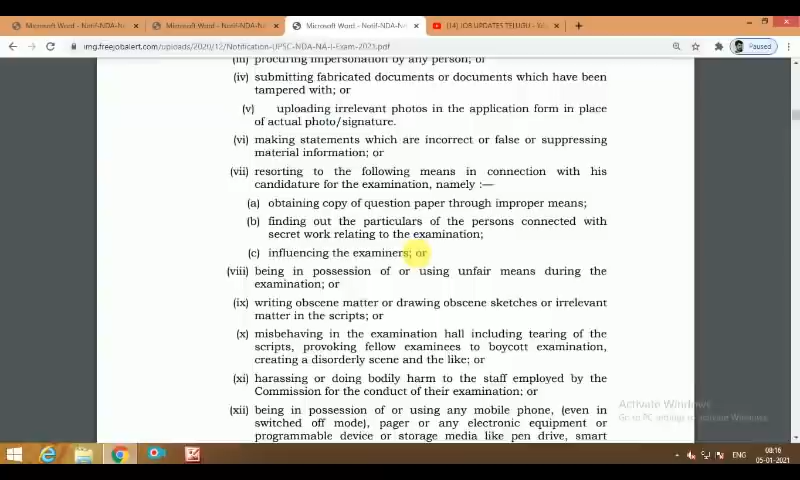 Microsoft Word - Notif-NDA-NA-
Microsoft Word - Notif-NDA-NA-
Microsoft Word - Notif-NDA-NA-
(14) JOB UPDATES TELUGU - Yo
img.freejobalert.com/uploads/2020/12/Notification-UPSC-NDA-NA-I-Exam-2021.pdf
Paused
(iii) procuring impersonation by any person; or
(iv) submitting fabricated documents or documents which have been
tampered with; or
(v) uploading irrelevant photos in the application form in place
of actual photo/signature.
(vi) making statements which are incorrect or false or suppressing
material information; or
(vii) resorting to the following means in connection with his
candidature for the examination, namely :—
(a) obtaining copy of question paper through improper means;
(b) finding out the particulars of the persons connected with
secret work relating to the examination;
(c) influencing the examiners; or
(viii) being in possession of or using unfair means during the
examination; or
(ix) writing obscene matter or drawing obscene sketches or irrelevant
matter in the scripts; or
(x) misbehaving in the examination hall including tearing of the
scripts, provoking fellow examinees to boycott examination,
creating a disorderly scene and the like; or
(xi) harassing or doing bodily harm to the staff employed by the
Commission for the conduct of their examination; or
(xii) being in possession of or using any mobile phone, (even in
switched off mode), pager or any electronic equipment or
programmable device or storage media like pen drive, smart
Activate Windows
Go to PC settings to activate Windows.
ENG
08:16
05-01-2021